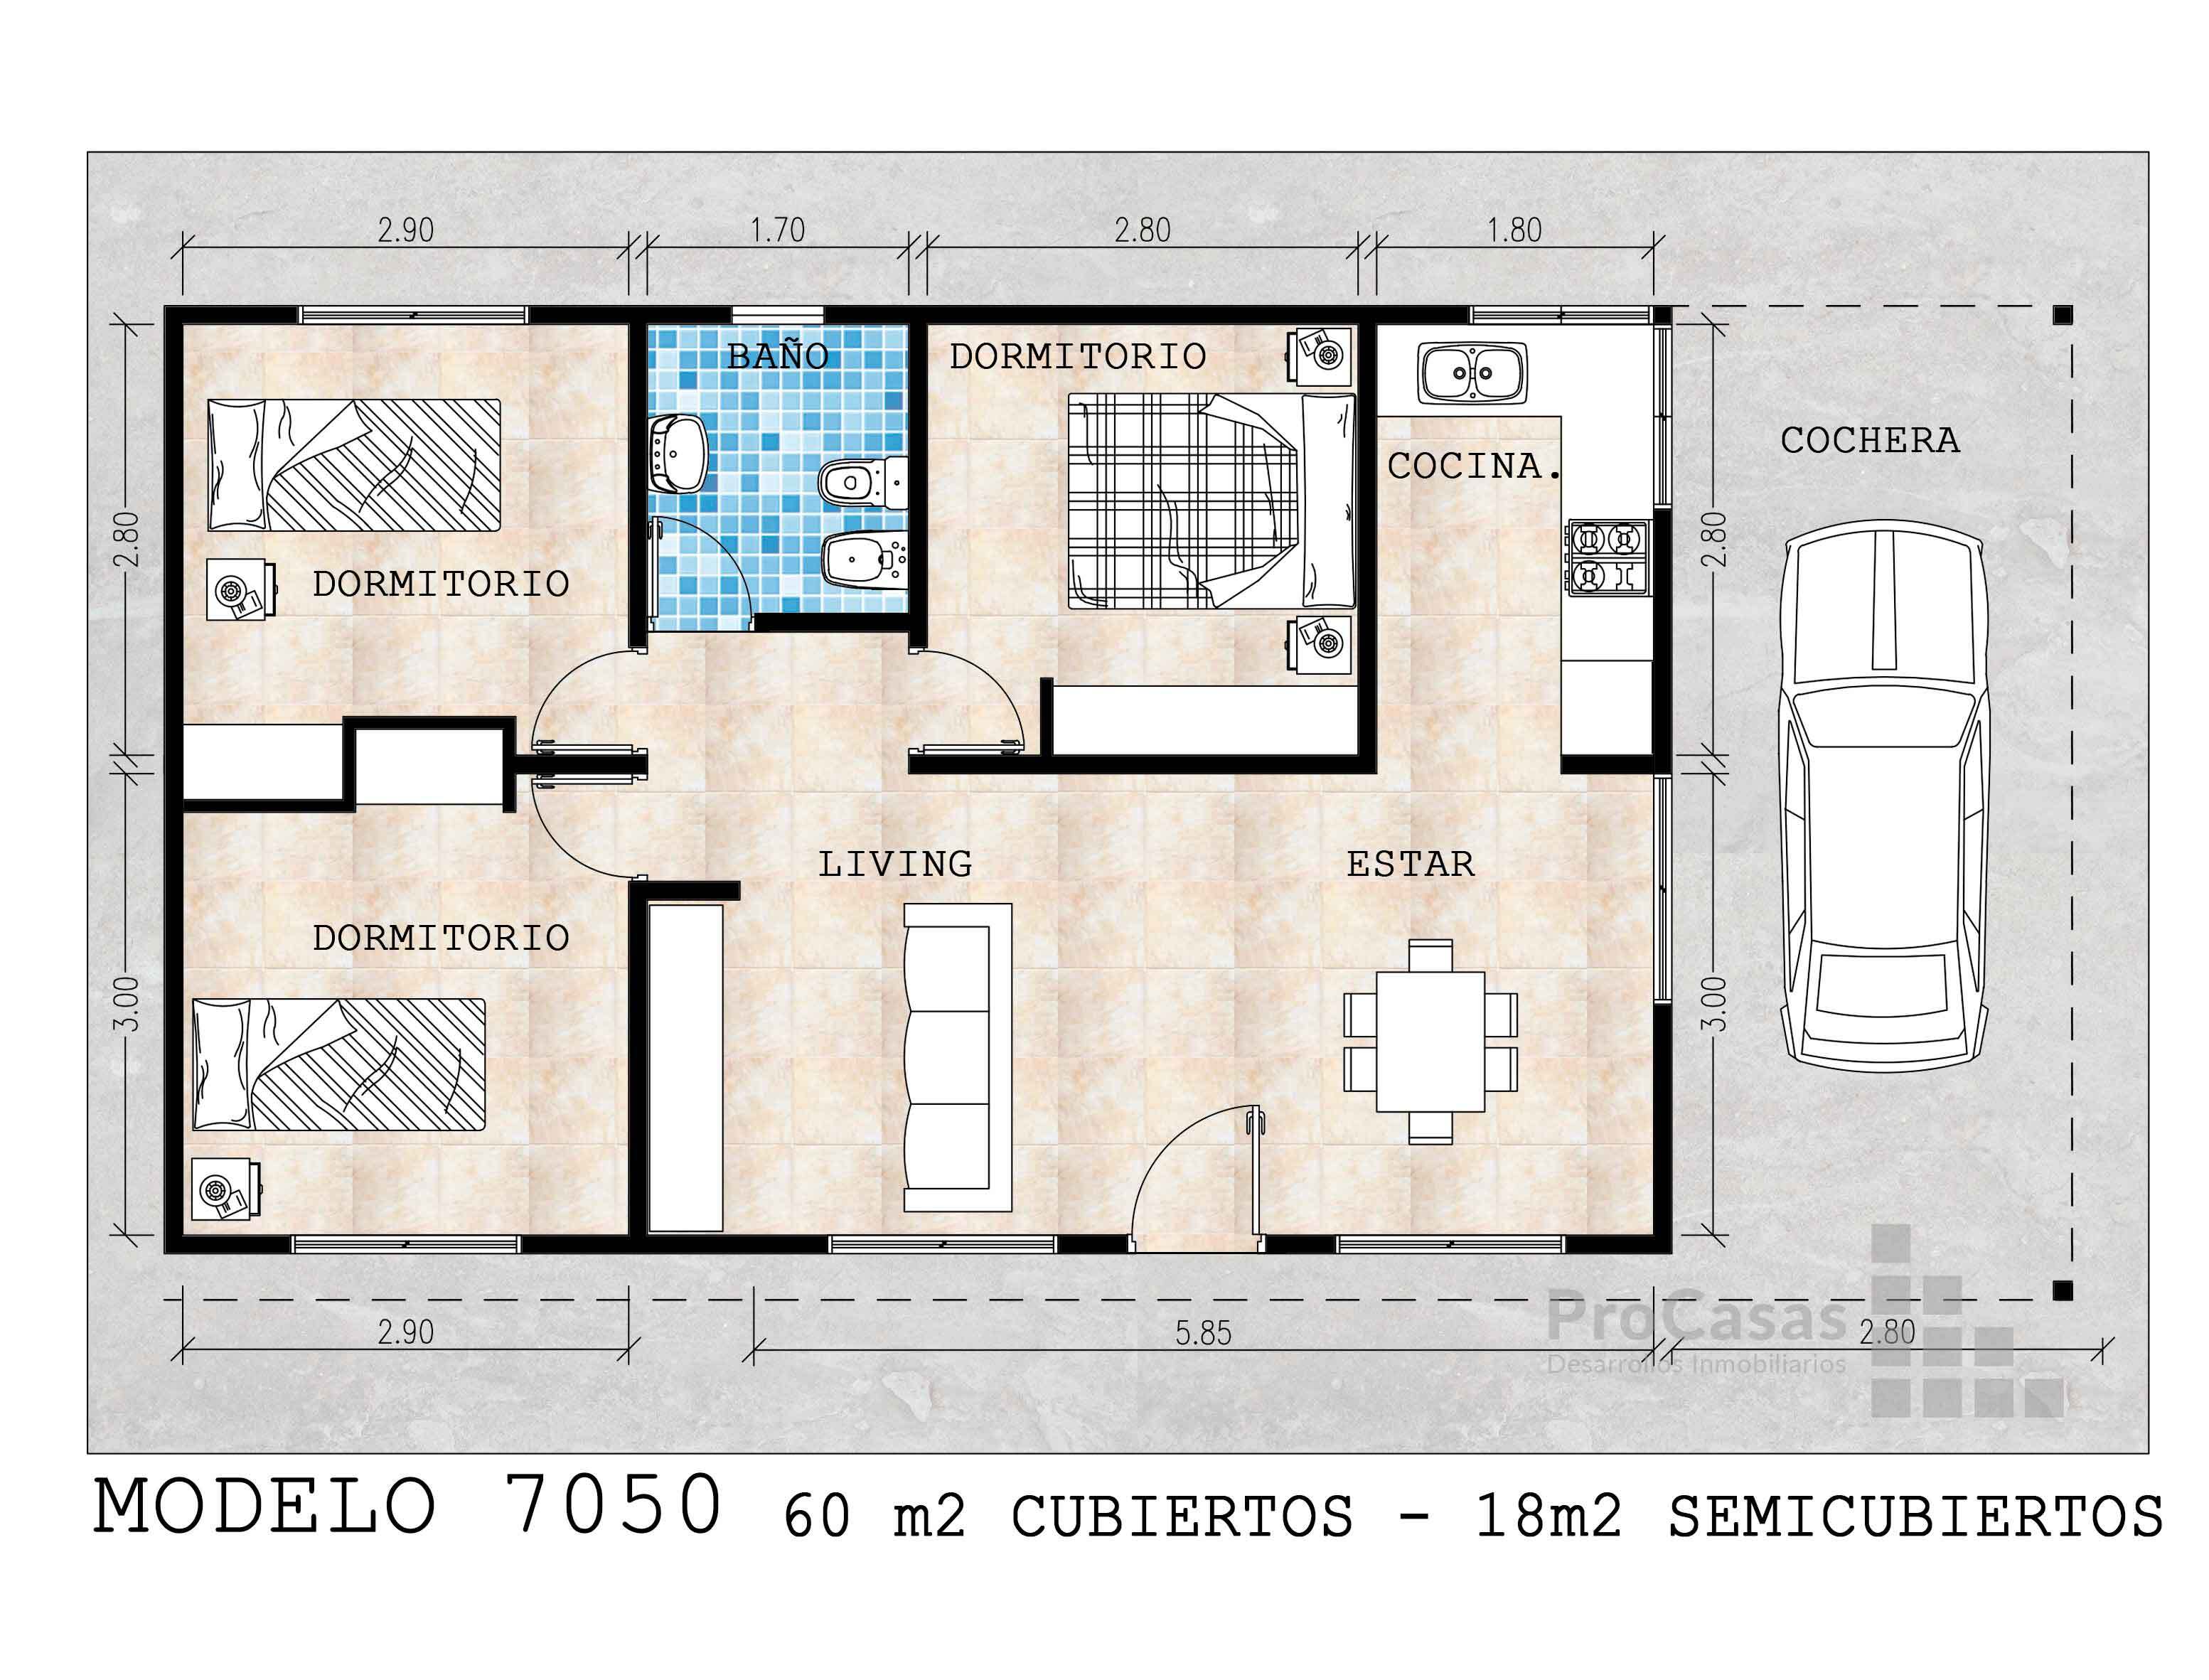 2.90 1.70 2.80 1.80
BAÑO DORMITORIO
COCINA.
COCHERA
2.80
DORMITORIO
2.80
LIVING ESTAR
DORMITORIO
3.00
3.00
2.90 5.85 2.80
ProCasas
Desarrollos Inmobiliarios
MODELO 7050 60 m2 CUBIERTOS - 18m2 SEMICUBIERTOS